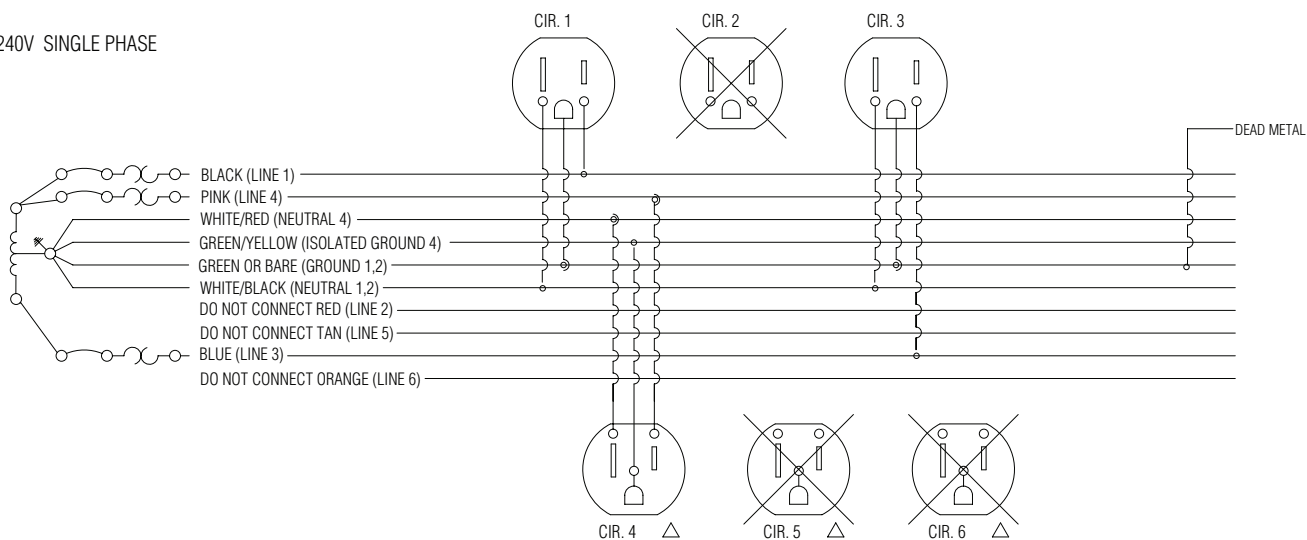 240V SINGLE PHASE
CIR. 1
CIR. 2
CIR. 3
DEAD METAL
BLACK (LINE 1)
PINK (LINE 4)
WHITE/RED (NEUTRAL 4)
GREEN/YELLOW (ISOLATED GROUND 4)
GREEN OR BARE (GROUND 1,2)
WHITE/BLACK (NEUTRAL 1,2)
DO NOT CONNECT RED (LINE 2)
DO NOT CONNECT TAN (LINE 5)
BLUE (LINE 3)
DO NOT CONNECT ORANGE (LINE 6)
CIR. 4
CIR. 5
CIR. 6